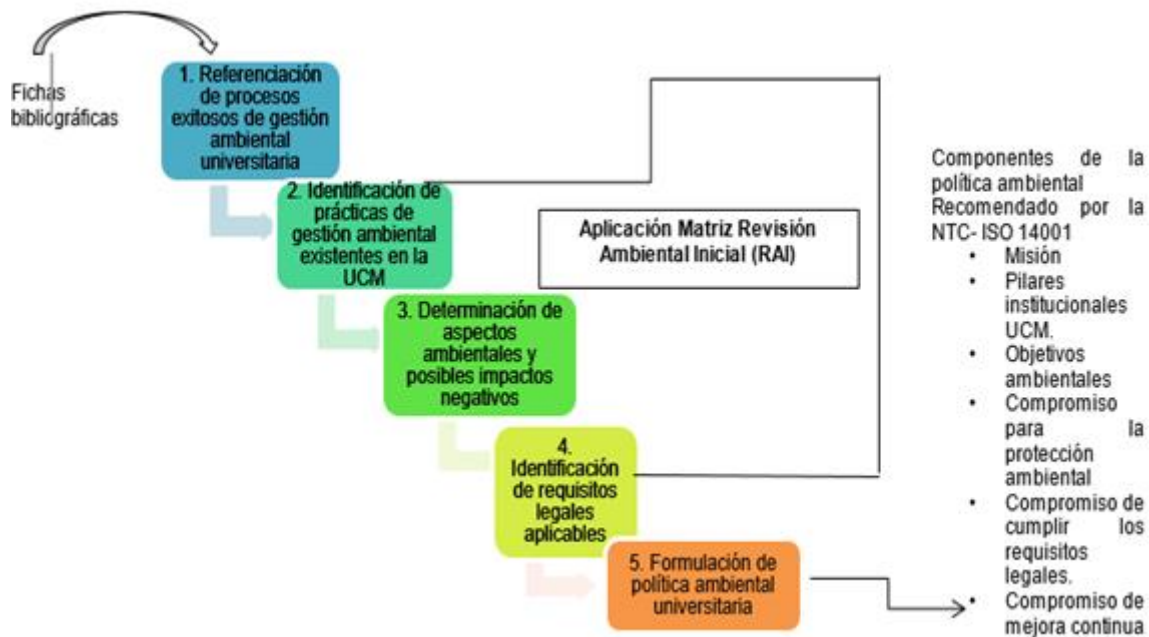 Fichas
bibliográficas
1. Referenciación
de procesos
exitosos de gestión
ambiental
universitaria
2. Identificación de
prácticas de
gestión ambiental
existentes en la
UCM
Aplicación Matriz Revisión
Ambiental Inicial (RAI)
3. Determinación de
aspectos
ambientales y
posibles impactos
negativos
4.
Identificación
de requisitos
legales
aplicables
5. Formulación de
política ambiental
universitaria
Componentes de la
política ambiental
Recomendado por la
NTC- ISO 14001
• Misión
• Pilares
institucionales
UCM.
• Objetivos
ambientales
• Compromiso
para la
protección
ambiental
• Compromiso de
cumplir los
requisitos
legales.
• Compromiso de
mejora continua